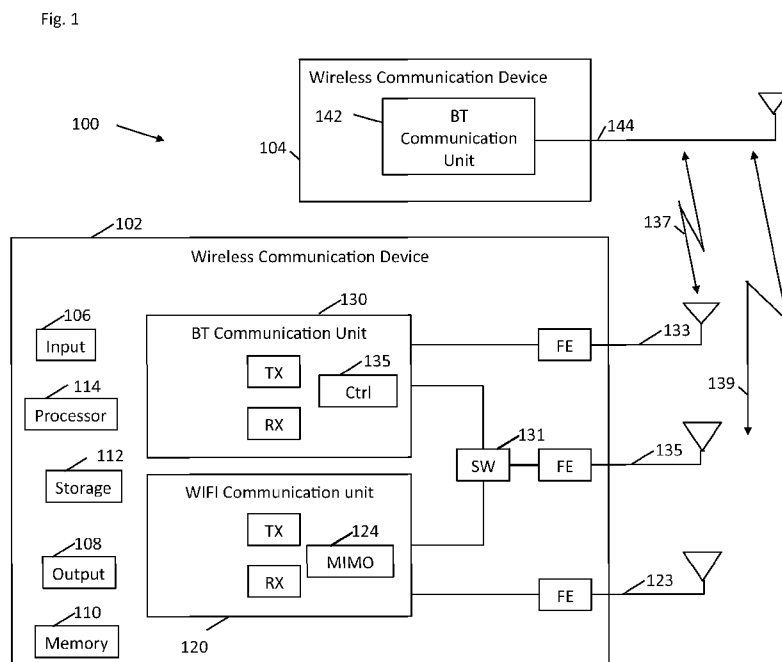 Fig. 1
Wireless Communication Device
142
BT
Communication
Unit
144
100
104
137
102
Wireless Communication Device
130
106
Input
BT Communication Unit
135
TX
Ctrl
RX
FE
133
139
114
Processor
131
SW
FE
135
112
Storage
WIFI Communication unit
TX
124
MIMO
RX
108
Output
FE
123
110
Memory
120